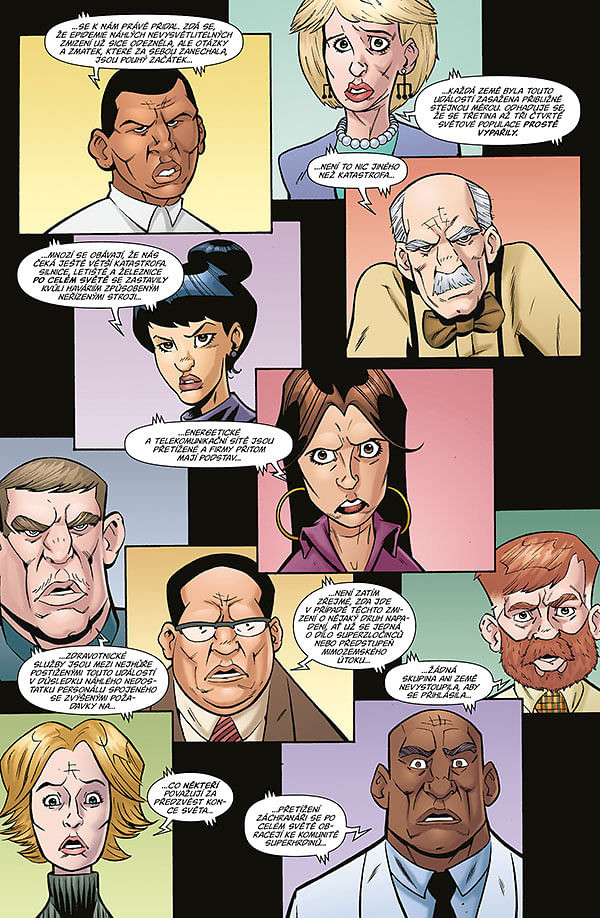 ...SE K NÁM PRÁVĚ PŘIDAL. ZDÁ SE,
ŽE EPIDEMIE NÁHLÝCH NEVYSVĚTLITELNÝCH
ZMIZENÍ UŽ SICE ODEZNĚLA, ALE OTÁZKY
A ZMATEK, KTERÉ ZA SEBOU ZANECHALA,
JSOU POUHÝ ZAČÁTEK...
...KAŽDÁ ZEMĚ BYLA TOUTO
UDÁLOSTÍ ZASAŽENA PŘIBLIŽNĚ
STEJNOU MĚROU. ODHADUJE SE,
ŽE SE TŘETINA AŽ TŘI ČTVRTĚ
SVĚTOVÉ POPULACE PROSTĚ
VYPAŘILY.
...NENÍ TO NIC JINÉHO
NEŽ KATASTROFA...
...MNOZÍ SE OBÁVAJÍ, ŽE NÁS
ČEKÁ JEŠTĚ VĚTŠÍ KATASTROFA.
SILNICE, LETIŠTĚ A ŽELEZNICE
PO CELÉM SVĚTĚ SE ZASTAVILY
KVŮLI HAVÁRIÍM ZPŮSOBENÝM
NEŘÍZENÝMI STROJI...
...ENERGETICKÉ
A TELEKOMUNIKAČNÍ SÍTĚ JSOU
PŘETÍŽENÉ A FIRMY PŘITOM
MAJÍ PODSTAV...
...ZDRAVOTNICKÉ
SLUŽBY JSOU MEZI NEJHŮŘE
POSTIŽENÝMI TOUTO UDÁLOSTÍ
V DŮSLEDKU NÁHLÉHO NEDOS-
TATKU PERSONÁLU SPOJENÉHO
SE ZVÝŠENÝMI POŽA-
DAVKY NA...
...NENÍ ZATÍM
ZŘEJMÉ, ZDA JDE
V PŘÍPADĚ TĚCHTO ZMI-
ZENÍ O NĚJAKÝ DRUH NAPA-
DENÍ, AŤ UŽ SE JEDNÁ
O DÍLO SUPERZLOČINCŮ
NEBO PŘEDSTUPEŇ
MIMOZEMSKÉHO
ÚTOKU...
...ŽÁDNÁ
SKUPINA ANI ZEMĚ
NEVYSTOUPILA, ABY
SE PŘIHLÁSILA...
...CO NĚKTEŘÍ
POVAŽUJÍ ZA
PŘEDZVĚST KON-
CE SVĚTA...
...PŘETÍŽENÍ
ZÁCHRANÁŘI SE PO
CELÉM SVĚTĚ OB-
RACEJÍ KE KOMUNITĚ
SUPERHRDINŮ...